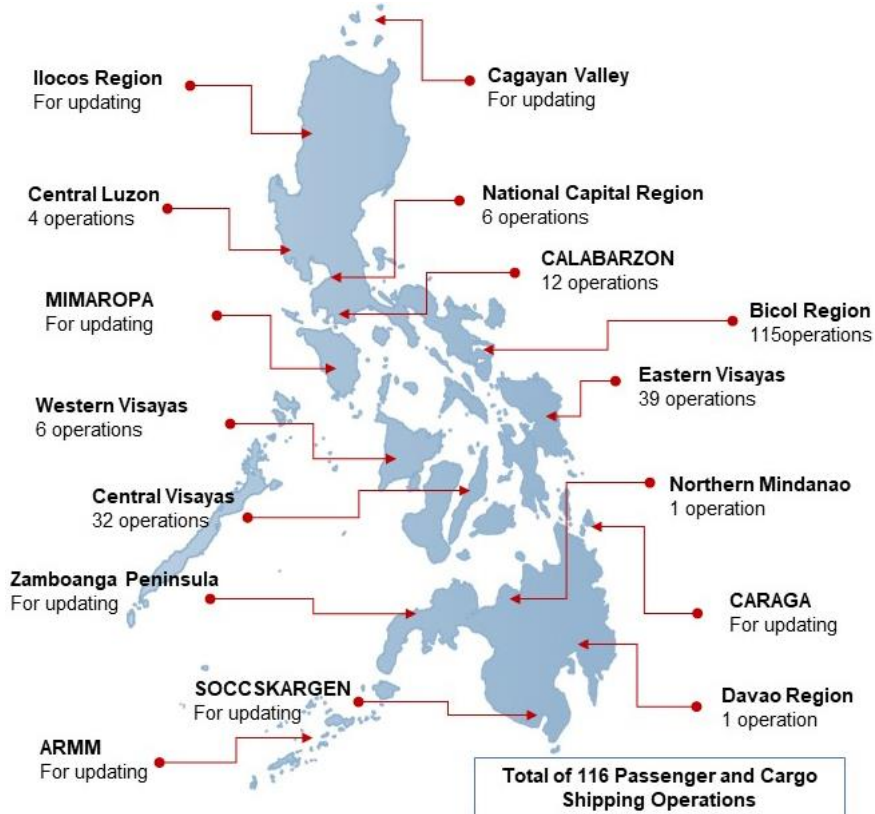 Ilocos Region
For updating
Cagayan Valley
For updating
Central Luzon
4 operations
National Capital Region
6 operations
CALABARZON
12 operations
MIMAROPA
For updating
Bicol Region
115operations
Eastern Visayas
39 operations
Western Visayas
6 operations
Northern Mindanao
1 operation
Central Visayas
32 operations
Zamboanga Peninsula
For updating
CARAGA
For updating
SOCCSKARGEN
For updating
Davao Region
1 operation
ARMM
For updating
Total of 116 Passenger and Cargo
Shipping Operations